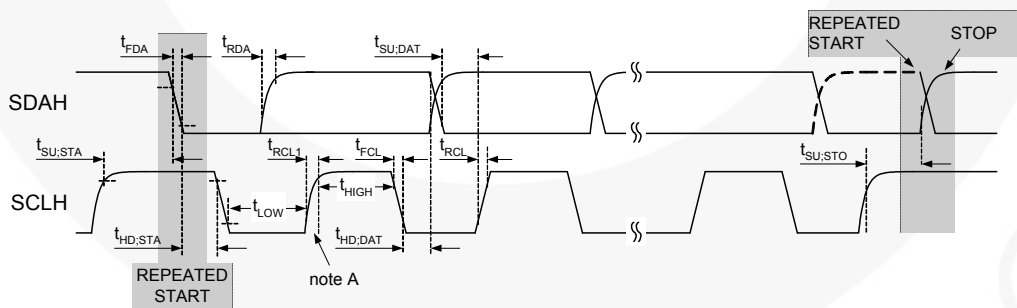 REPEATED
START
STOP
tFDA
tRDA
tSU;DAT
SDAH
tSU;STA
tRCL1
tFCL
tRCL
tSU;STO
tHIGH
SCLH
tLOW
tHD;STA
tHD;DAT
note A
REPEATED
START